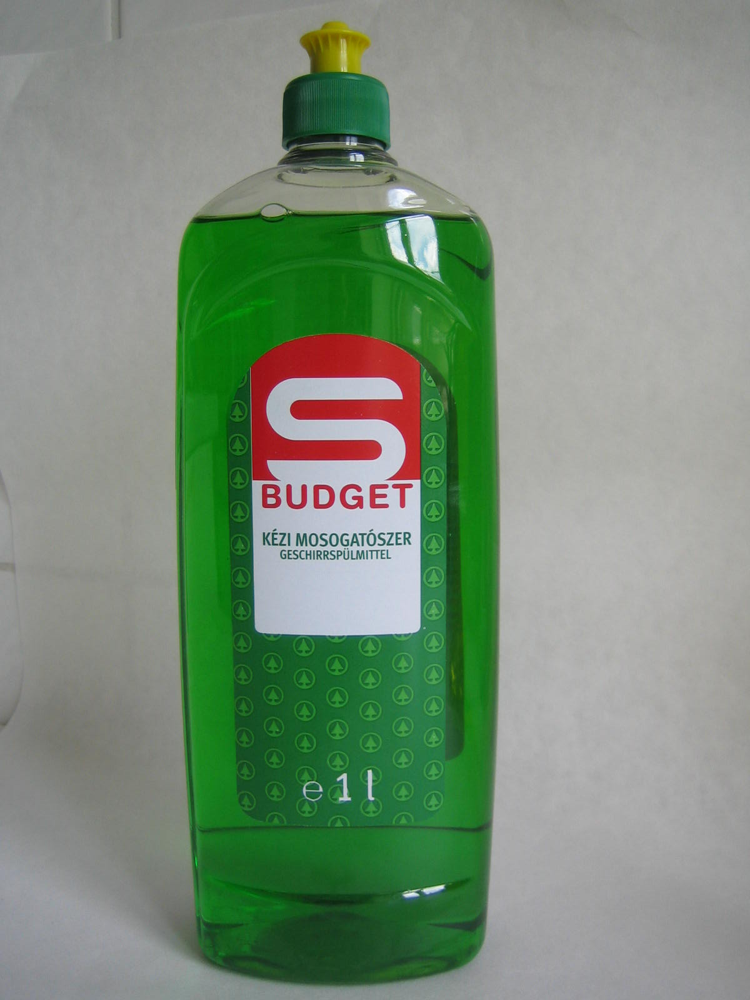 S
BUDGET
KÉZI MOSOGATÓSZER
GESCHIRRSPÜLMITTEL
℮ 1 l